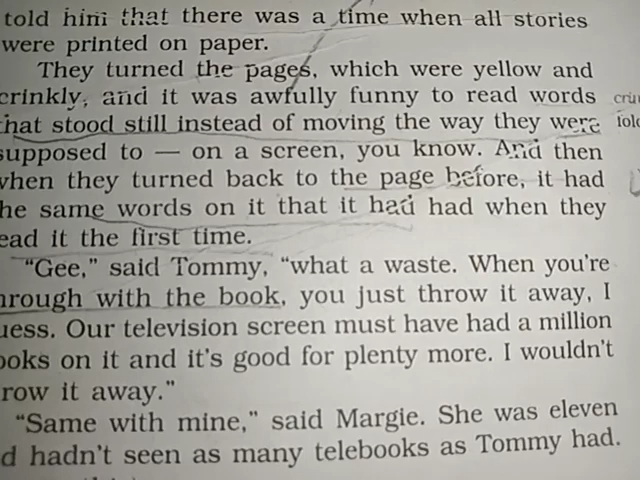 told him that there was a time when all stories
were printed on paper.
They turned the pages, which were yellow and
crinkly, and it was awfully funny to read words
that stood still instead of moving the way they were
supposed to — on a screen, you know. And then
when they turned back to the page before, it had
the same words on it that it had had when they
read it the first time.
"Gee," said Tommy, "what a waste. When you're
through with the book, you just throw it away, I
guess. Our television screen must have had a million
books on it and it's good for plenty more. I wouldn't
throw it away."
"Same with mine," said Margie. She was eleven
and hadn't seen as many telebooks as Tommy had.